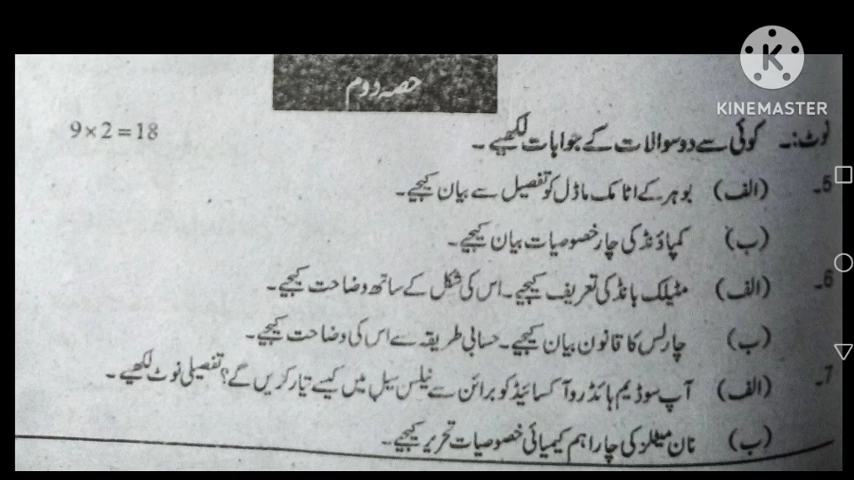 KINEMASTER
حصہ دوم
نوٹ:۔ کوئی سے دو سوالات کے جوابات لکھیے۔ 9×2=18
5۔ (الف) بوہر کے اٹامک ماڈل کو تفصیل سے بیان کیجیے۔
(ب) کمپاؤنڈ کی چار خصوصیات بیان کیجیے۔
6۔ (الف) مٹیلک بانڈ کی تعریف کیجیے۔ اس کی شکل کے ساتھ وضاحت کیجیے۔
(ب) چارلس کا قانون بیان کیجیے۔ حسابی طریقہ سے اس کی وضاحت کیجیے۔
7۔ (الف) آپ سوڈیم ہائڈروآکسائیڈ کو برائن سے نیلسن سیل میں کیسے تیار کریں گے؟ تفصیلی نوٹ لکھیے۔
(ب) نان میٹلز کی چار اہم کیمیائی خصوصیات تحریر کیجیے۔